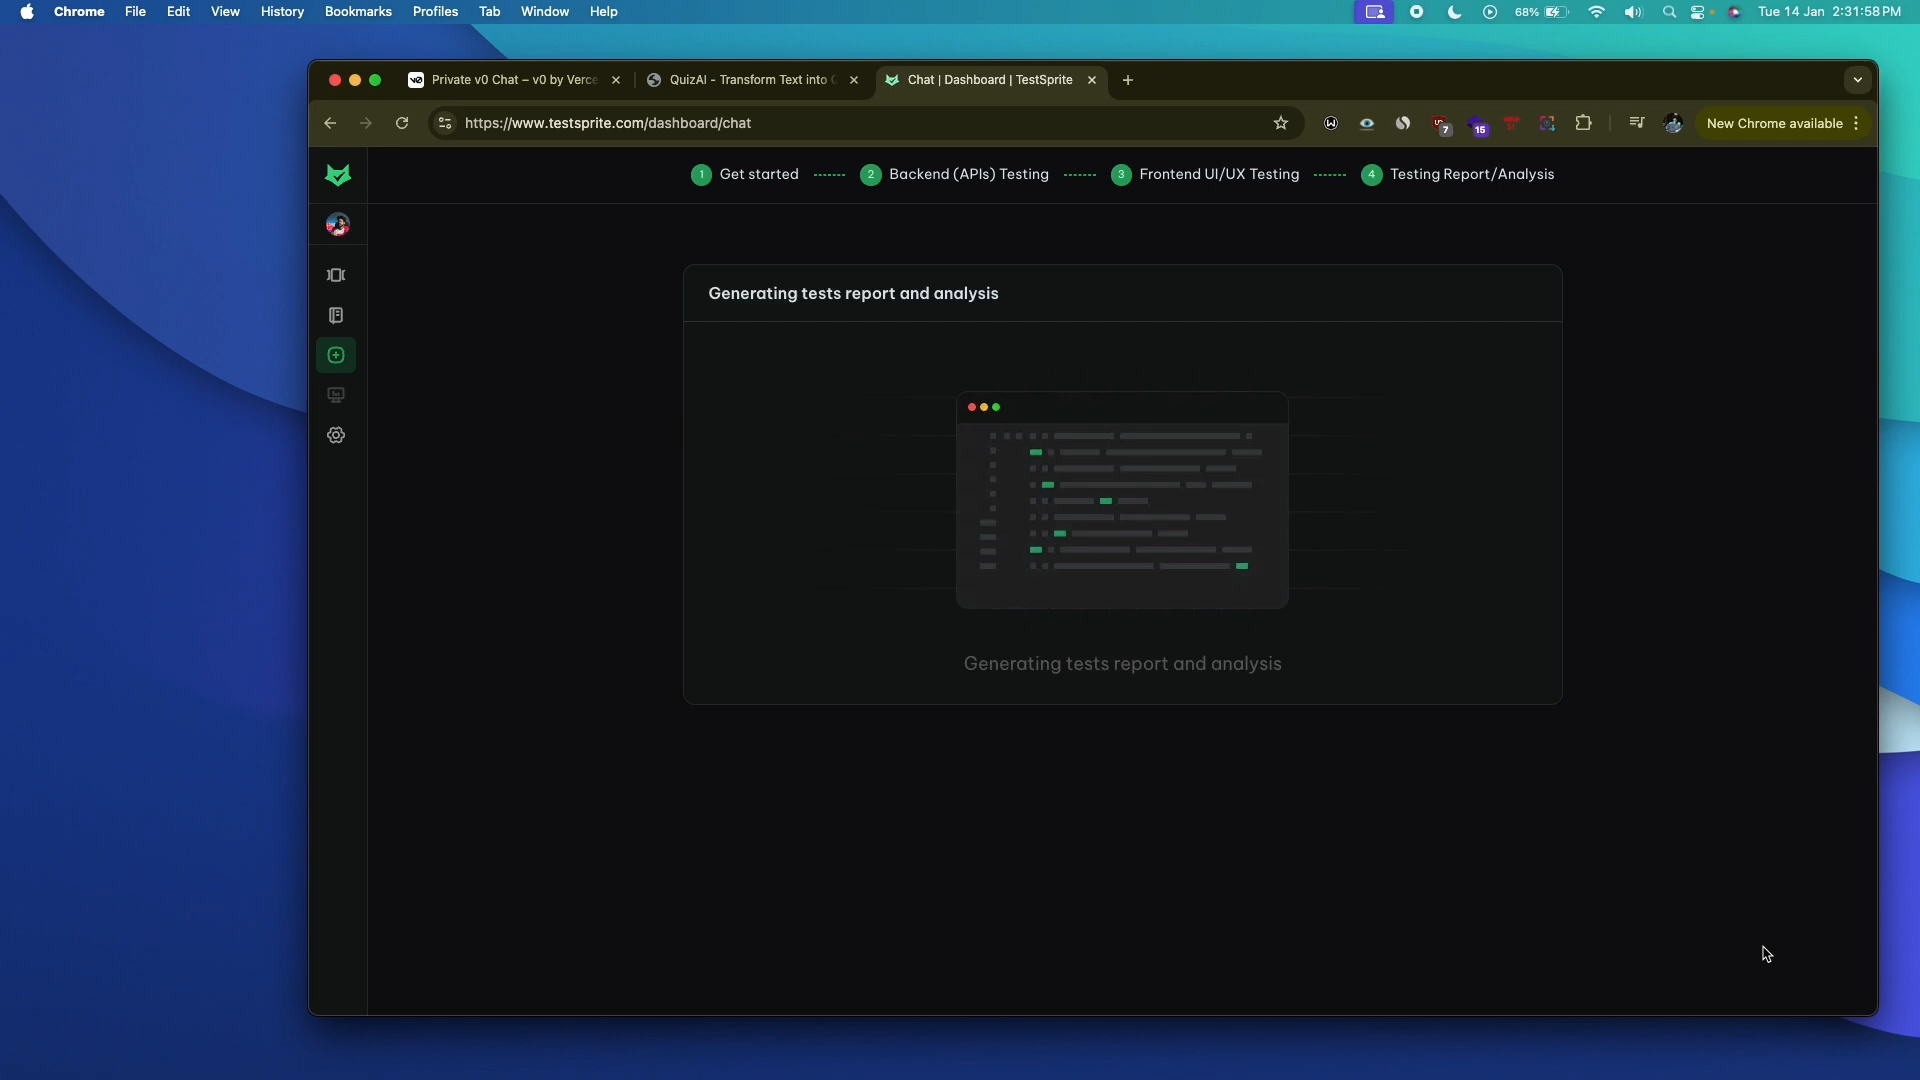 Chrome File Edit View History Bookmarks Profiles Tab Window Help 68% Tue 14 Jan 2:31:58 PM
Private v0 Chat – v0 by Verce QuizAI - Transform Text into Chat | Dashboard | TestSprite
https://www.testsprite.com/dashboard/chat 7 15 New Chrome available
1 Get started 2 Backend (APIs) Testing 3 Frontend UI/UX Testing 4 Testing Report/Analysis
Generating tests report and analysis
Generating tests report and analysis